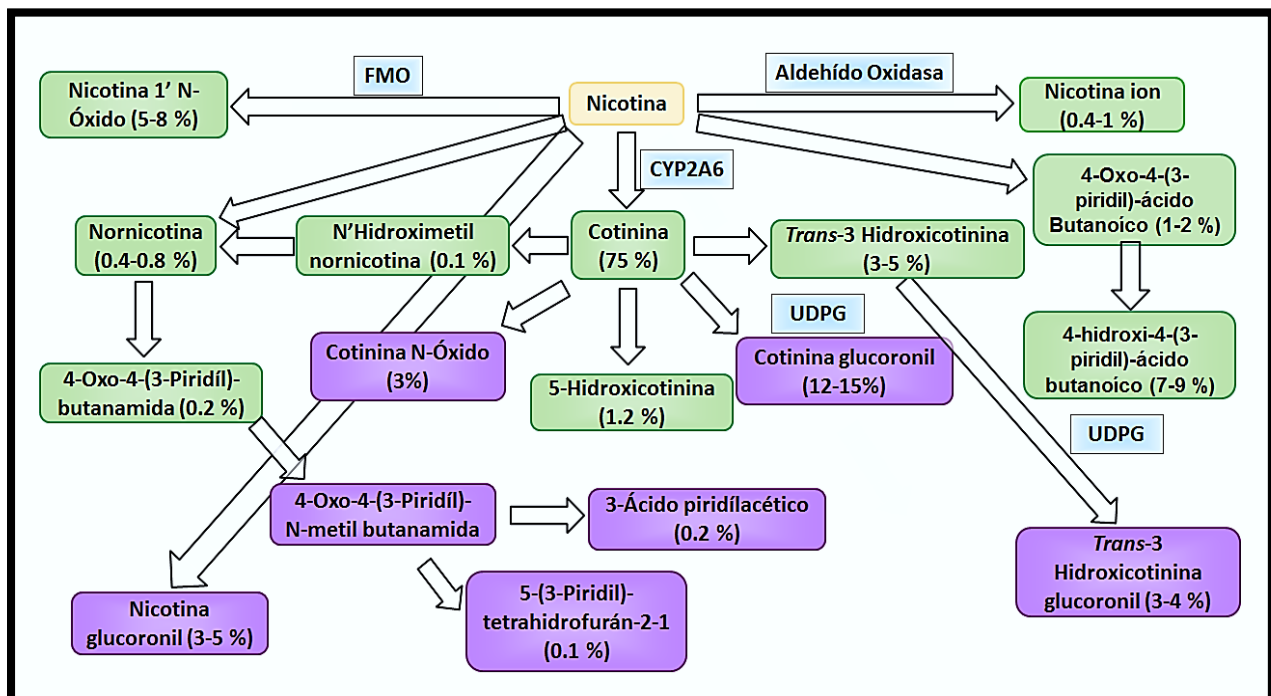 FMO
Aldehído Oxidasa
Nicotina 1’ N-
Óxido (5-8 %)
Nicotina
Nicotina ion
(0.4-1 %)
CYP2A6
4-Oxo-4-(3-
piridil)-ácido
Butanoíco (1-2 %)
Nornicotina
(0.4-0.8 %)
N’Hidroximetil
nornicotina (0.1 %)
Cotinina
(75 %)
Trans-3 Hidroxicotinina
(3-5 %)
UDPG
4-hidroxi-4-(3-
piridil)-ácido
butanoíco (7-9 %)
Cotinina N-Óxido
(3%)
Cotinina glucoronil
(12-15%)
4-Oxo-4-(3-Piridíl)-
butanamida (0.2 %)
5-Hidroxicotinina
(1.2 %)
UDPG
4-Oxo-4-(3-Piridíl)-
N-metil butanamida
3-Ácido piridílacético
(0.2 %)
Trans-3
Hidroxicotinina
glucoronil (3-4 %)
Nicotina
glucoronil (3-5 %)
5-(3-Piridil)-
tetrahidrofurán-2-1
(0.1 %)